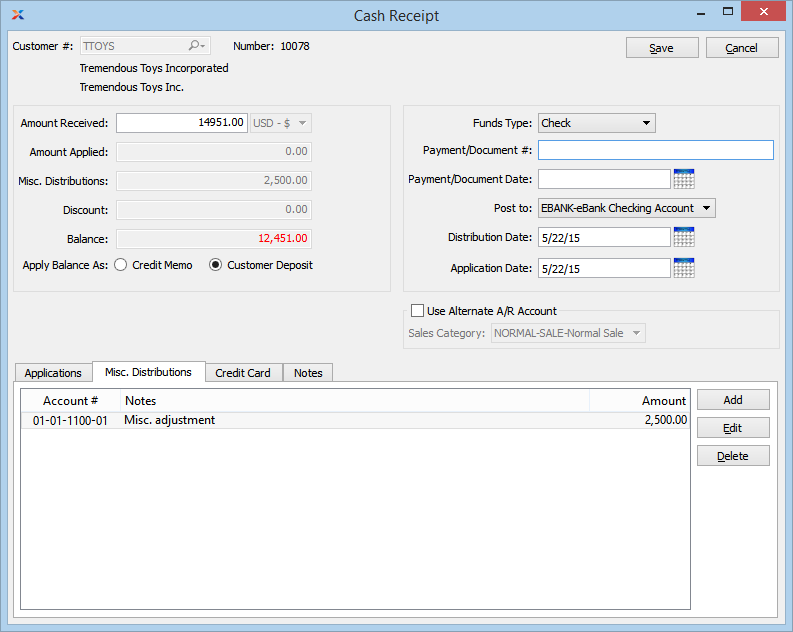 Cash Receipt
Customer #: TTOYS Number: 10078 Save Cancel
Tremendous Toys Incorporated
Tremendous Toys Inc.
Amount Received: 14951.00 USD - $
Amount Applied: 0.00
Misc. Distributions: 2,500.00
Discount: 0.00
Balance: 12,451.00
Apply Balance As: Credit Memo Customer Deposit
Funds Type: Check
Payment/Document #:
Payment/Document Date:
Post to: EBANK-eBank Checking Account
Distribution Date: 5/22/15
Application Date: 5/22/15
Use Alternate A/R Account
Sales Category: NORMAL-SALE-Normal Sale
Applications Misc. Distributions Credit Card Notes
Account # Notes Amount
01-01-1100-01 Misc. adjustment 2,500.00
Add
Edit
Delete